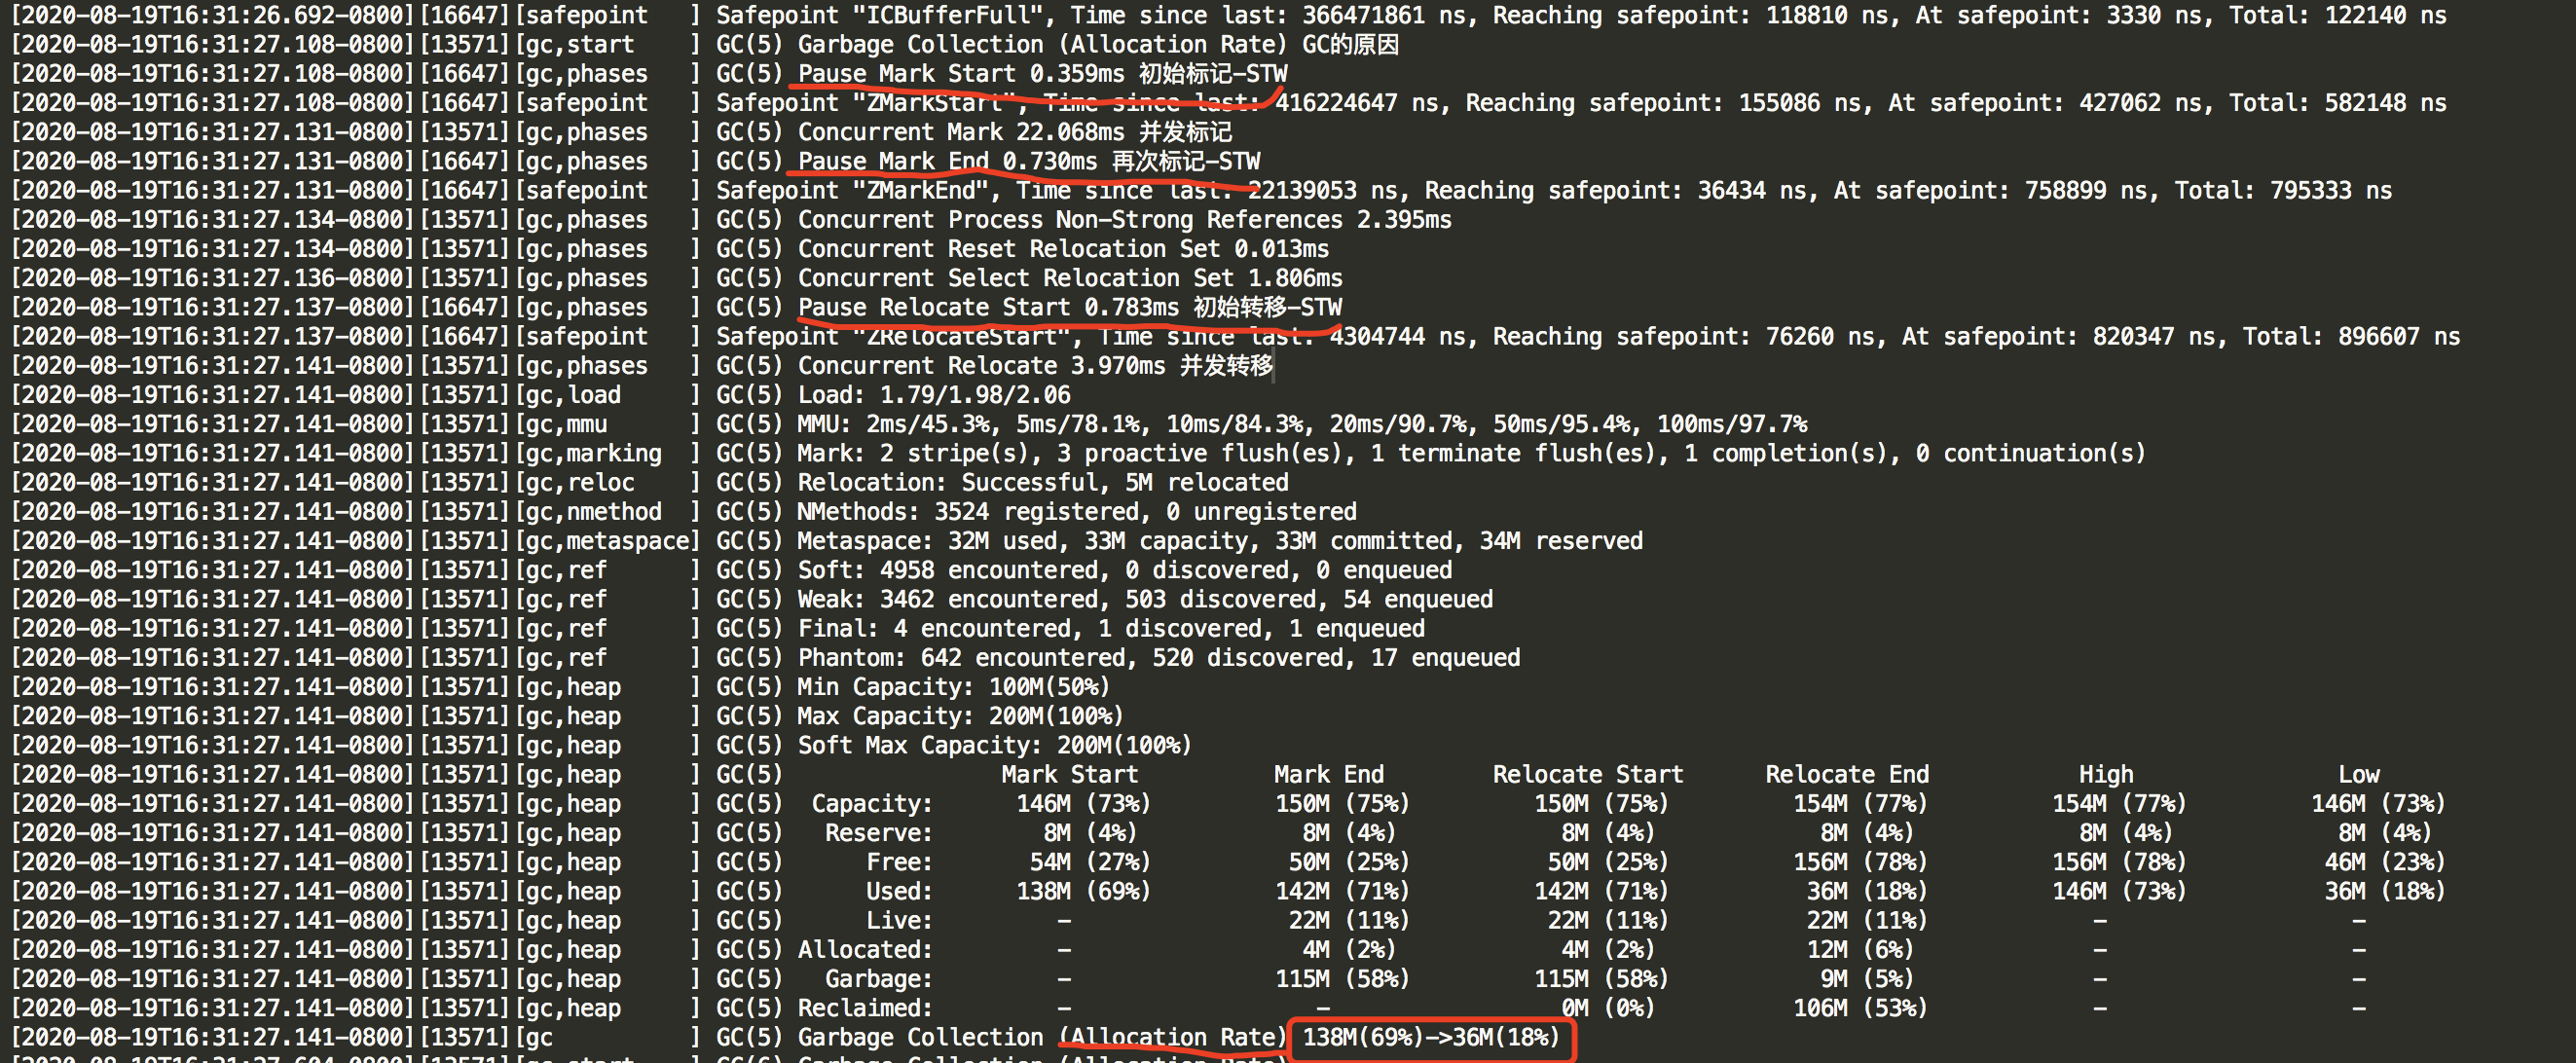 [2020-08-19T16:31:26.692-0800][16647][safepoint   ] Safepoint "ICBufferFull", Time since last: 366471861 ns, Reaching safepoint: 118810 ns, At safepoint: 3330 ns, Total: 122140 ns
[2020-08-19T16:31:27.108-0800][13571][gc,start    ] GC(5) Garbage Collection (Allocation Rate) GC的原因
[2020-08-19T16:31:27.108-0800][16647][gc,phases   ] GC(5) Pause Mark Start 0.359ms 初始标记-STW
[2020-08-19T16:31:27.108-0800][16647][safepoint   ] Safepoint "ZMarkStart", Time since last: 416224647 ns, Reaching safepoint: 155086 ns, At safepoint: 427062 ns, Total: 582148 ns
[2020-08-19T16:31:27.131-0800][13571][gc,phases   ] GC(5) Concurrent Mark 22.068ms 并发标记
[2020-08-19T16:31:27.131-0800][16647][gc,phases   ] GC(5) Pause Mark End 0.730ms 再次标记-STW
[2020-08-19T16:31:27.131-0800][16647][safepoint   ] Safepoint "ZMarkEnd", Time since last: 22139053 ns, Reaching safepoint: 36434 ns, At safepoint: 758899 ns, Total: 795333 ns
[2020-08-19T16:31:27.134-0800][13571][gc,phases   ] GC(5) Concurrent Process Non-Strong References 2.395ms
[2020-08-19T16:31:27.134-0800][13571][gc,phases   ] GC(5) Concurrent Reset Relocation Set 0.013ms
[2020-08-19T16:31:27.136-0800][13571][gc,phases   ] GC(5) Concurrent Select Relocation Set 1.806ms
[2020-08-19T16:31:27.137-0800][16647][gc,phases   ] GC(5) Pause Relocate Start 0.783ms 初始转移-STW
[2020-08-19T16:31:27.137-0800][16647][safepoint   ] Safepoint "ZRelocateStart", Time since last: 4304744 ns, Reaching safepoint: 76260 ns, At safepoint: 820347 ns, Total: 896607 ns
[2020-08-19T16:31:27.141-0800][13571][gc,phases   ] GC(5) Concurrent Relocate 3.970ms 并发转移
[2020-08-19T16:31:27.141-0800][13571][gc,load     ] GC(5) Load: 1.79/1.98/2.06
[2020-08-19T16:31:27.141-0800][13571][gc,mmu      ] GC(5) MMU: 2ms/45.3%, 5ms/78.1%, 10ms/84.3%, 20ms/90.7%, 50ms/95.4%, 100ms/97.7%
[2020-08-19T16:31:27.141-0800][13571][gc,marking  ] GC(5) Mark: 2 stripe(s), 3 proactive flush(es), 1 terminate flush(es), 1 completion(s), 0 continuation(s)
[2020-08-19T16:31:27.141-0800][13571][gc,reloc    ] GC(5) Relocation: Successful, 5M relocated
[2020-08-19T16:31:27.141-0800][13571][gc,nmethod  ] GC(5) NMethods: 3524 registered, 0 unregistered
[2020-08-19T16:31:27.141-0800][13571][gc,metaspace] GC(5) Metaspace: 32M used, 33M capacity, 33M committed, 34M reserved
[2020-08-19T16:31:27.141-0800][13571][gc,ref      ] GC(5) Soft: 4958 encountered, 0 discovered, 0 enqueued
[2020-08-19T16:31:27.141-0800][13571][gc,ref      ] GC(5) Weak: 3462 encountered, 503 discovered, 54 enqueued
[2020-08-19T16:31:27.141-0800][13571][gc,ref      ] GC(5) Final: 4 encountered, 1 discovered, 1 enqueued
[2020-08-19T16:31:27.141-0800][13571][gc,ref      ] GC(5) Phantom: 642 encountered, 520 discovered, 17 enqueued
[2020-08-19T16:31:27.141-0800][13571][gc,heap     ] GC(5) Min Capacity: 100M(50%)
[2020-08-19T16:31:27.141-0800][13571][gc,heap     ] GC(5) Max Capacity: 200M(100%)
[2020-08-19T16:31:27.141-0800][13571][gc,heap     ] GC(5) Soft Max Capacity: 200M(100%)
[2020-08-19T16:31:27.141-0800][13571][gc,heap     ] GC(5) Mark Start Mark End Relocate Start Relocate End High Low
[2020-08-19T16:31:27.141-0800][13571][gc,heap     ] GC(5) Capacity: 146M (73%) 150M (75%) 150M (75%) 154M (77%) 154M (77%) 146M (73%)
[2020-08-19T16:31:27.141-0800][13571][gc,heap     ] GC(5) Reserve: 8M (4%) 8M (4%) 8M (4%) 8M (4%) 8M (4%) 8M (4%)
[2020-08-19T16:31:27.141-0800][13571][gc,heap     ] GC(5) Free: 54M (27%) 50M (25%) 50M (25%) 156M (78%) 156M (78%) 46M (23%)
[2020-08-19T16:31:27.141-0800][13571][gc,heap     ] GC(5) Used: 138M (69%) 142M (71%) 142M (71%) 36M (18%) 146M (73%) 36M (18%)
[2020-08-19T16:31:27.141-0800][13571][gc,heap     ] GC(5) Live: - 22M (11%) 22M (11%) 22M (11%) - -
[2020-08-19T16:31:27.141-0800][13571][gc,heap     ] GC(5) Allocated: - 4M (2%) 4M (2%) 12M (6%) - -
[2020-08-19T16:31:27.141-0800][13571][gc,heap     ] GC(5) Garbage: - 115M (58%) 115M (58%) 9M (5%) - -
[2020-08-19T16:31:27.141-0800][13571][gc,heap     ] GC(5) Reclaimed: - - 0M (0%) 106M (53%) - -
[2020-08-19T16:31:27.141-0800][13571][gc          ] GC(5) Garbage Collection (Allocation Rate) 138M(69%)->36M(18%)